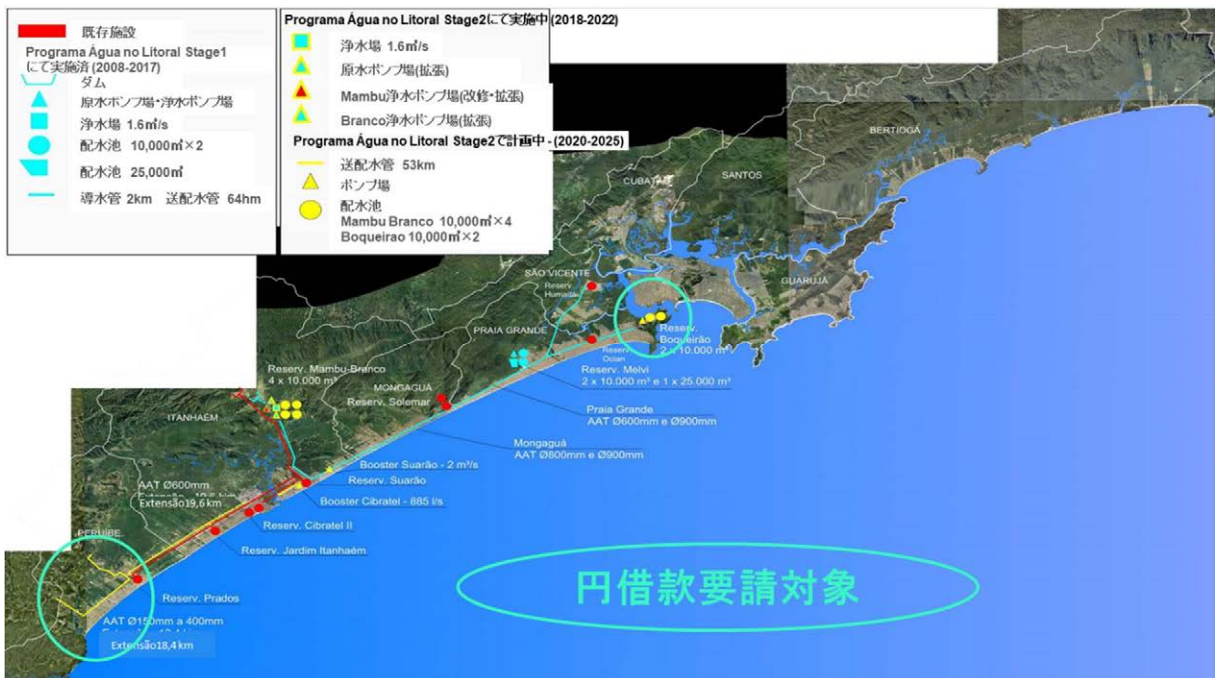 既存施設
Programa Água no Litoral Stage1
にて実施済 (2008-2017)
ダム
原水ポンプ場・浄水ポンプ場
浄水場 1.6m³/s
配水池 10,000㎥×2
配水池 25,000㎥
導水管 2km 送配水管 64hm
Programa Água no Litoral Stage2にて実施中 (2018-2022)
浄水場 1.6m³/s
原水ポンプ場(拡張)
Mambu浄水ポンプ場(改修・拡張)
Branco浄水ポンプ場(拡張)
Programa Água no Litoral Stage2で計画中 - (2020-2025)
送配水管 53km
ポンプ場
配水池
Mambu Branco 10,000㎥×4
Boqueirao 10,000㎥×2
BERTIOGA
CUBATÃO
SANTOS
GUARUJÁ
SÃO VICENTE
Reserv.
Humaitá
PRAIA GRANDE
Reserv.
Boqueirão
2 x 10.000 m³
Reserv.
Ocian
Reserv. Melvi
2 x 10.000 m³ e 1 x 25.000 m³
Reserv. Mambu-Branco
4 x 10.000 m³
MONGAGUÁ
Reserv. Solemar
ITANHAÉM
Praia Grande
AAT Ø600mm e Ø900mm
Mongaguá
AAT Ø800mm e Ø900mm
Booster Suarão - 2 m³/s
Reserv. Suarão
Booster Cibratel - 885 l/s
AAT Ø600mm
Extensão19,6 km
Reserv. Cibratel II
Reserv. Jardim Itanhaém
PERUÍBE
Reserv. Prados
AAT Ø150mm a 400mm
Extensão18,4 km
円借款要請対象